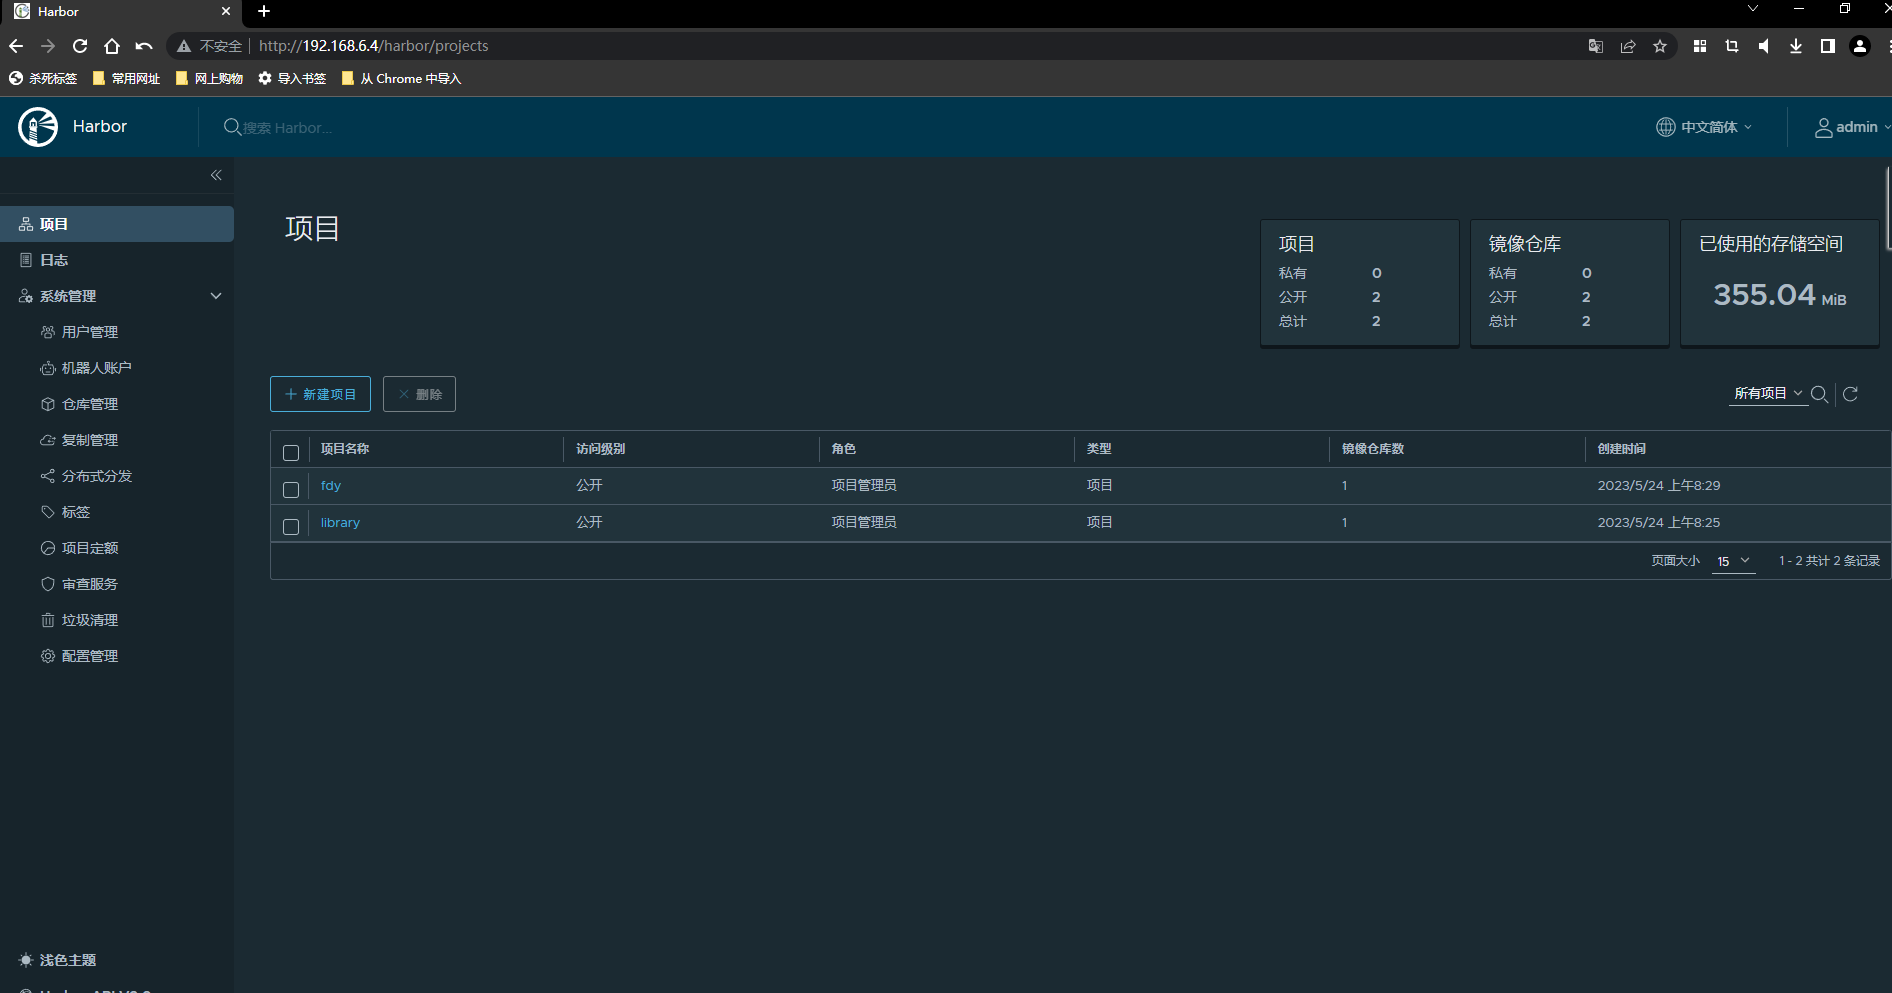 Harbor
不安全 http://192.168.6.4/harbor/projects
杀死标签 常用网址 网上购物 导入书签 从 Chrome 中导入
Harbor 搜索 Harbor... 中文简体 admin
项目
日志
系统管理
用户管理
机器人账户
仓库管理
复制管理
分布式分发
标签
项目定额
审查服务
垃圾清理
配置管理
浅色主题
项目
项目
私有 0
公开 2
总计 2
镜像仓库
私有 0
公开 2
总计 2
已使用的存储空间
355.04 MiB
新建项目 删除 所有项目
项目名称 访问级别 角色 类型 镜像仓库数 创建时间
fdy 公开 项目管理员 项目 1 2023/5/24 上午8:29
library 公开 项目管理员 项目 1 2023/5/24 上午8:25
页面大小 15 1 - 2 共计 2 条记录